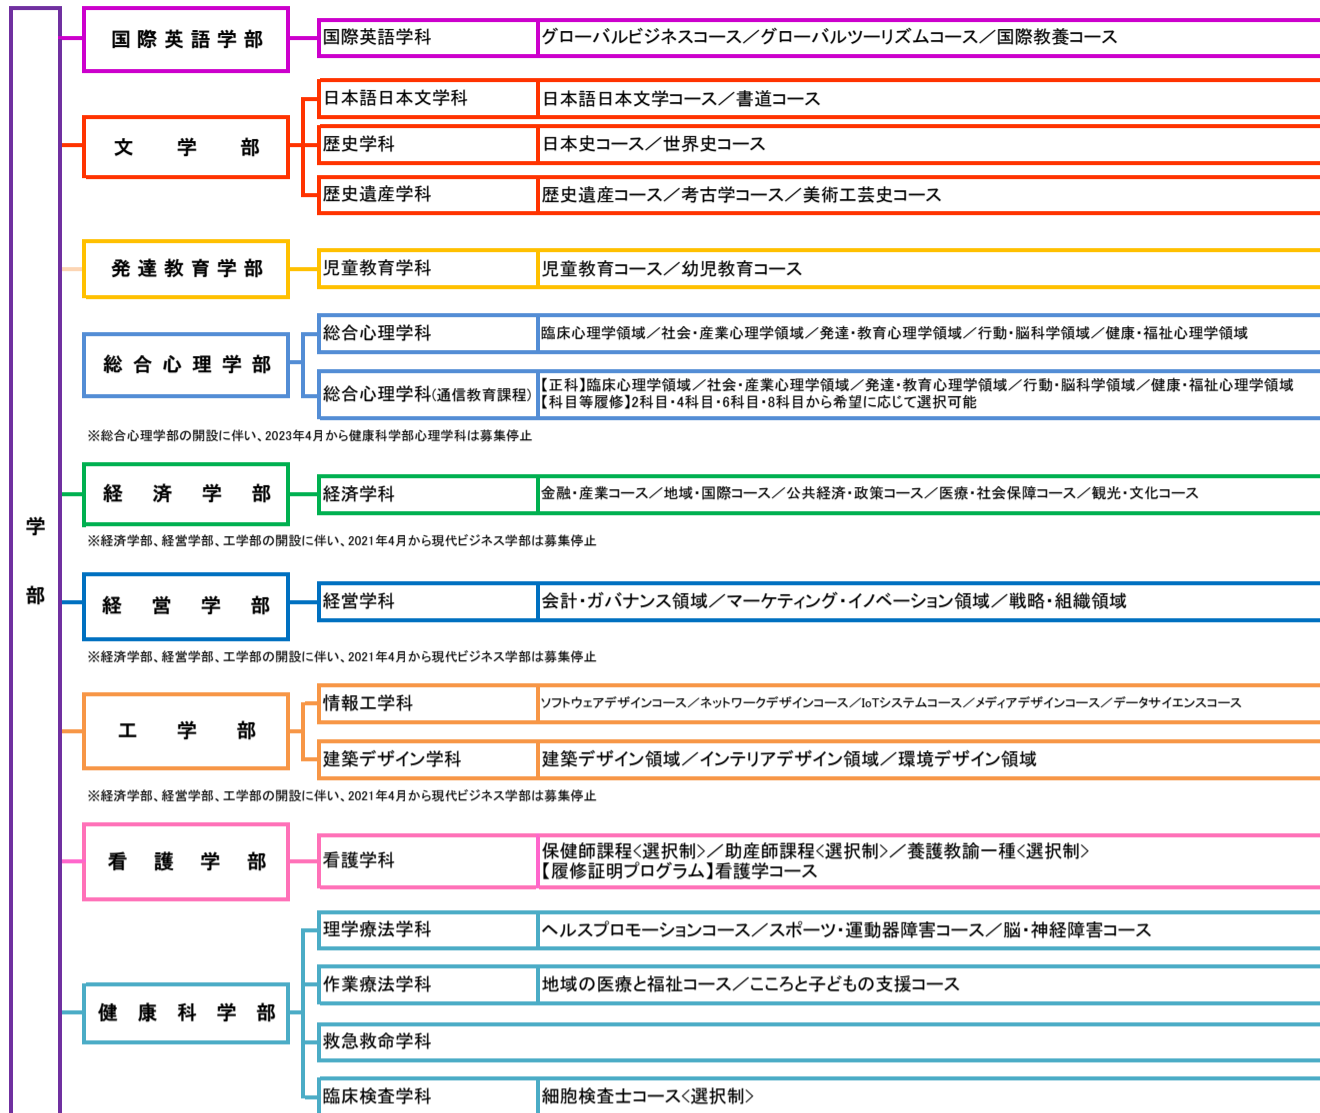 学部
国際英語学部
国際英語学科
グローバルビジネスコース／グローバルツーリズムコース／国際教養コース
文学部
日本語日本文学科
日本語日本文学コース／書道コース
歴史学科
日本史コース／世界史コース
歴史遺産学科
歴史遺産コース／考古学コース／美術工芸史コース
発達教育学部
児童教育学科
児童教育コース／幼児教育コース
総合心理学部
総合心理学科
臨床心理学領域／社会・産業心理学領域／発達・教育心理学領域／行動・脳科学領域／健康・福祉心理学領域
総合心理学科(通信教育課程)
【正科】臨床心理学領域／社会・産業心理学領域／発達・教育心理学領域／行動・脳科学領域／健康・福祉心理学領域
【科目等履修】2科目・4科目・6科目・8科目から希望に応じて選択可能
※総合心理学部の開設に伴い、2023年4月から健康科学部心理学科は募集停止
経済学部
経済学科
金融・産業コース／地域・国際コース／公共経済・政策コース／医療・社会保障コース／観光・文化コース
※経済学部、経営学部、工学部の開設に伴い、2021年4月から現代ビジネス学部は募集停止
経営学部
経営学科
会計・ガバナンス領域／マーケティング・イノベーション領域／戦略・組織領域
※経済学部、経営学部、工学部の開設に伴い、2021年4月から現代ビジネス学部は募集停止
工学部
情報工学科
ソフトウェアデザインコース／ネットワークデザインコース／IoTシステムコース／メディアデザインコース／データサイエンスコース
建築デザイン学科
建築デザイン領域／インテリアデザイン領域／環境デザイン領域
※経済学部、経営学部、工学部の開設に伴い、2021年4月から現代ビジネス学部は募集停止
看護学部
看護学科
保健師課程<選択制>／助産師課程<選択制>／養護教諭一種<選択制>
【履修証明プログラム】看護学コース
健康科学部
理学療法学科
ヘルスプロモーションコース／スポーツ・運動器障害コース／脳・神経障害コース
作業療法学科
地域の医療と福祉コース／こころと子どもの支援コース
救急救命学科
臨床検査学科
細胞検査士コース<選択制>